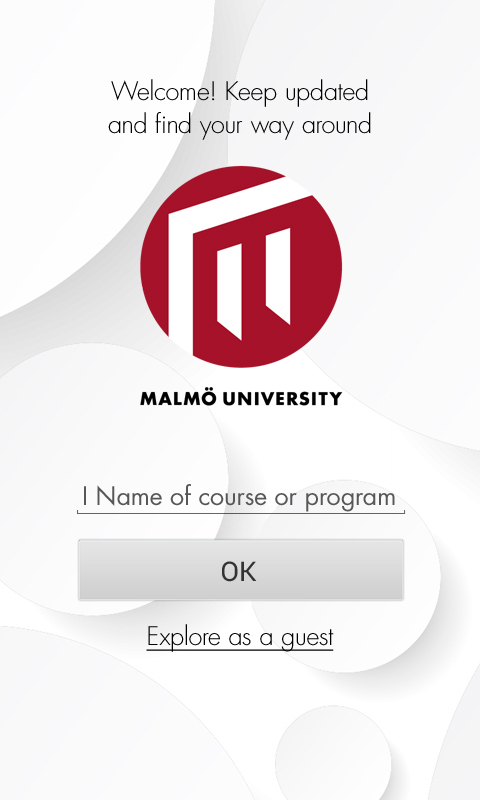 Welcome! Keep updated
and find your way around
MALMÖ UNIVERSITY
I Name of course or program
OK
Explore as a guest